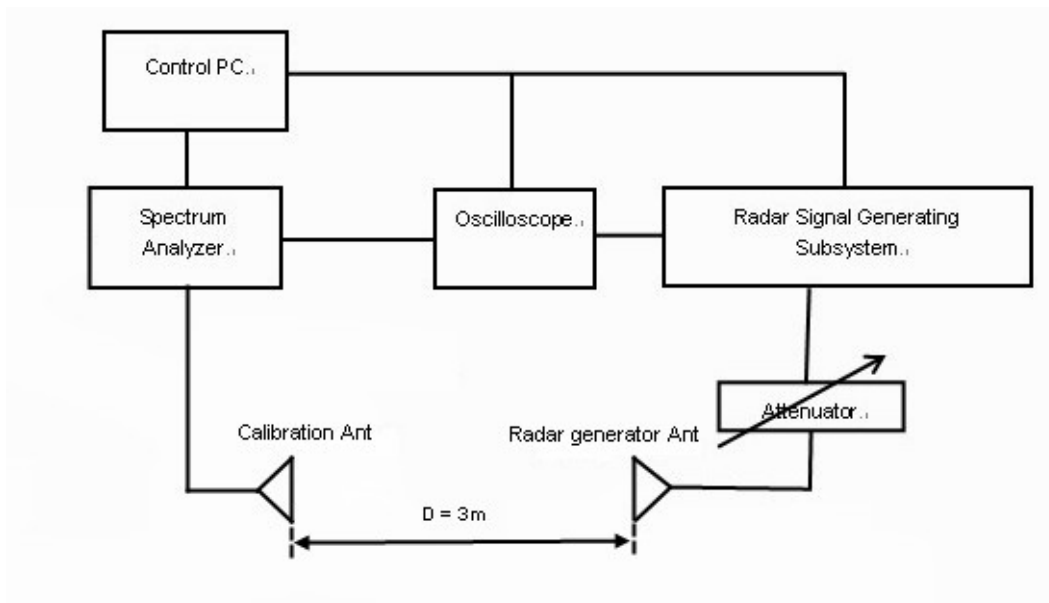 Control PC.
Spectrum
Analyzer.
Oscilloscope.
Radar Signal Generating
Subsystem.
Attenuator.
Calibration Ant
Radar generator Ant
D = 3m